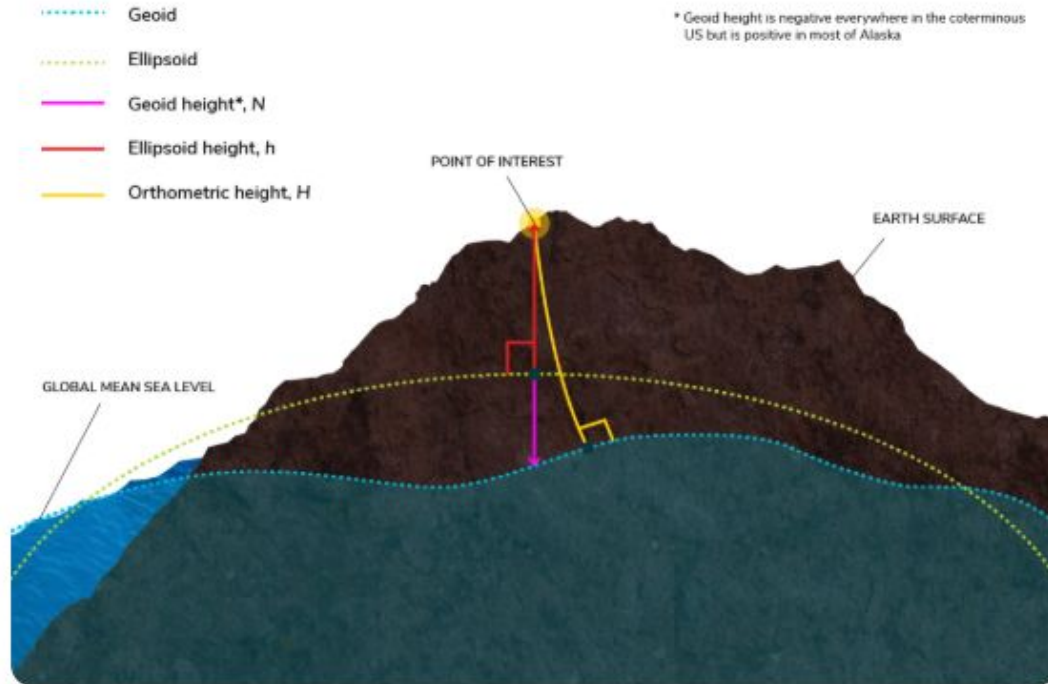 Geoid
Ellipsoid
Geoid height*, N
Ellipsoid height, h
Orthometric height, H
* Geoid height is negative everywhere in the coterminous
US but is positive in most of Alaska
POINT OF INTEREST
EARTH SURFACE
GLOBAL MEAN SEA LEVEL